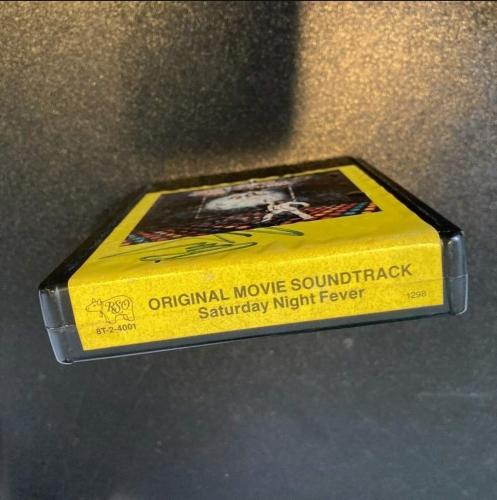 RSO
8T-2-4001
ORIGINAL MOVIE SOUNDTRACK
Saturday Night Fever
1298